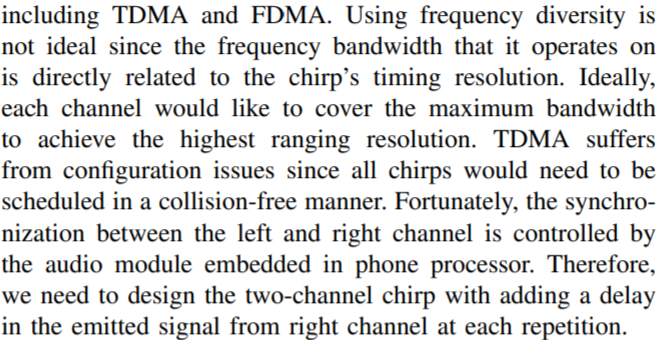 including TDMA and FDMA. Using frequency diversity is
not ideal since the frequency bandwidth that it operates on
is directly related to the chirp's timing resolution. Ideally,
each channel would like to cover the maximum bandwidth
to achieve the highest ranging resolution. TDMA suffers
from configuration issues since all chirps would need to be
scheduled in a collision-free manner. Fortunately, the synchro-
nization between the left and right channel is controlled by
the audio module embedded in phone processor. Therefore,
we need to design the two-channel chirp with adding a delay
in the emitted signal from right channel at each repetition.